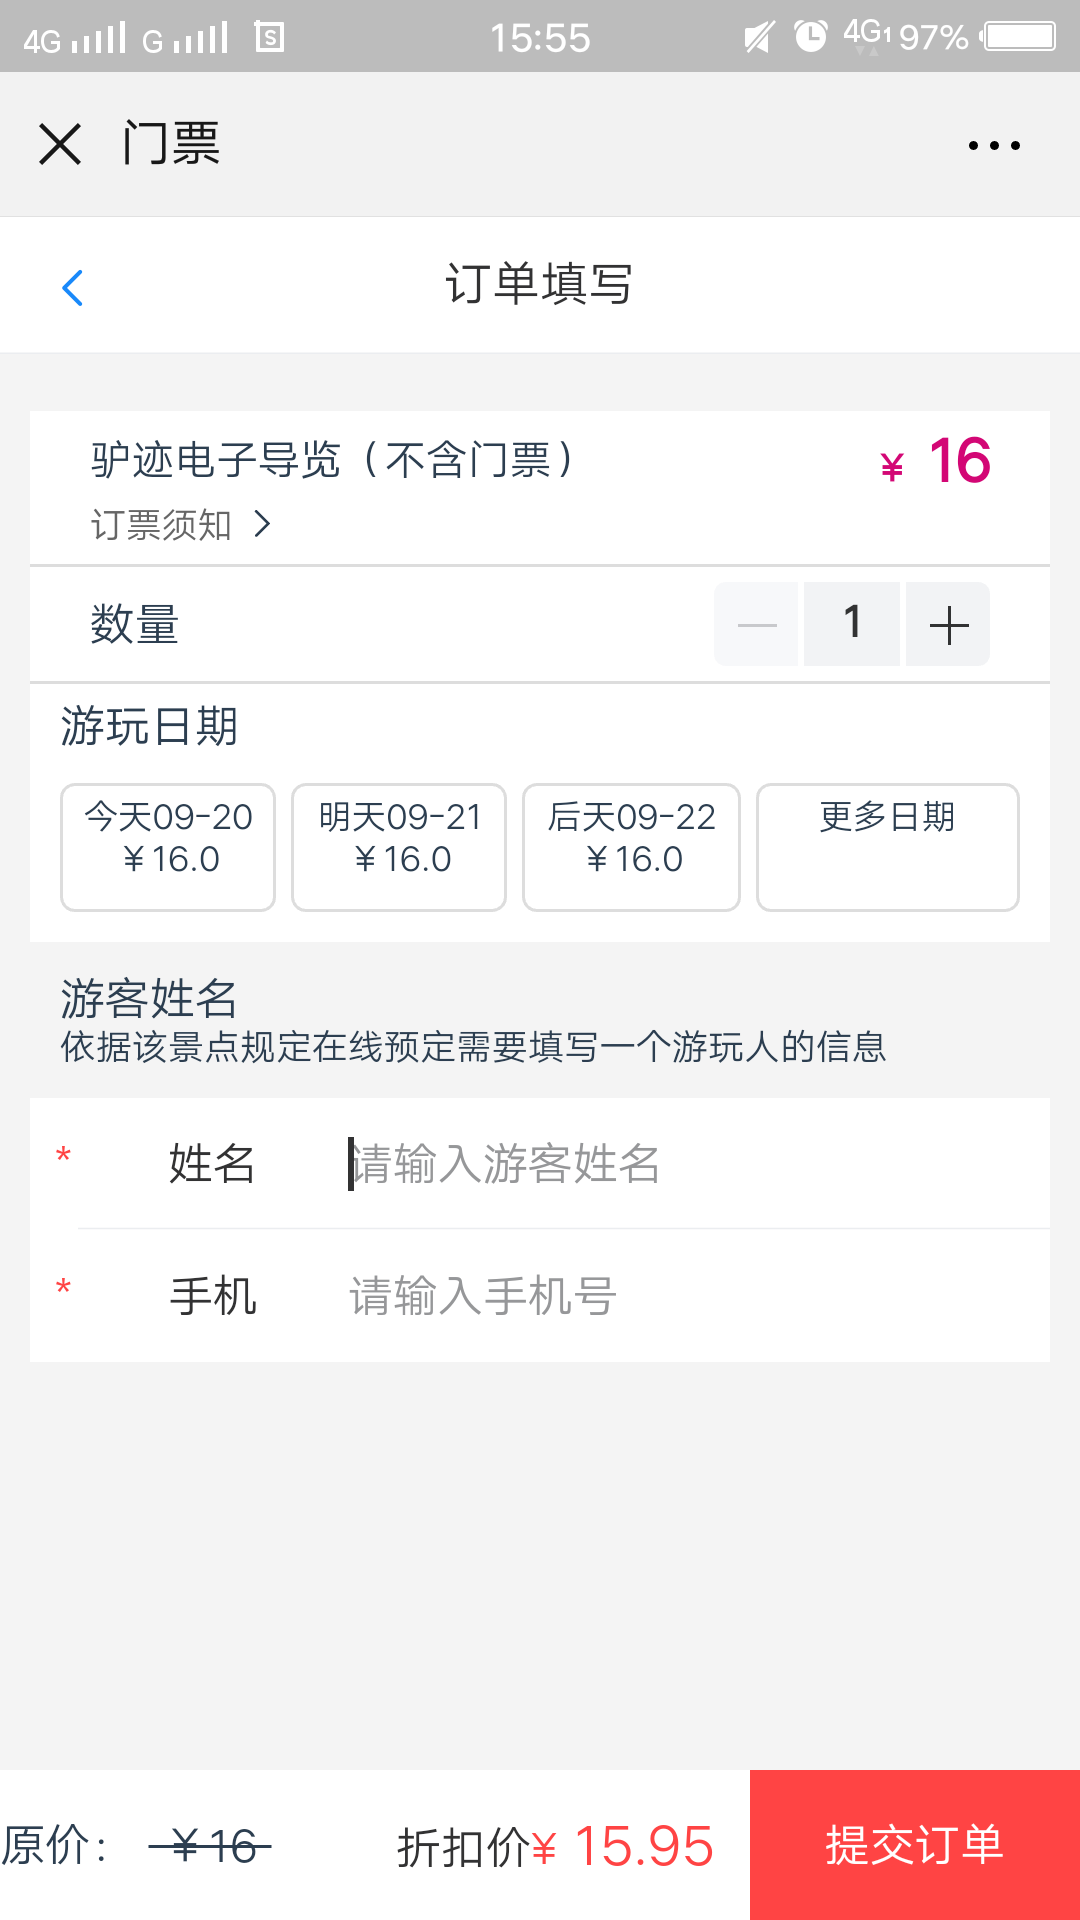 4G G S 15:55 4G1 97%
门票
订单填写
驴迹电子导览（不含门票） ¥ 16
订票须知
数量 1
游玩日期
今天09-20 明天09-21 后天09-22 更多日期
¥16.0 ¥16.0 ¥16.0
游客姓名
依据该景点规定在线预定需要填写一个游玩人的信息
* 姓名 请输入游客姓名
* 手机 请输入手机号
原价： ¥16 折扣价¥ 15.95 提交订单